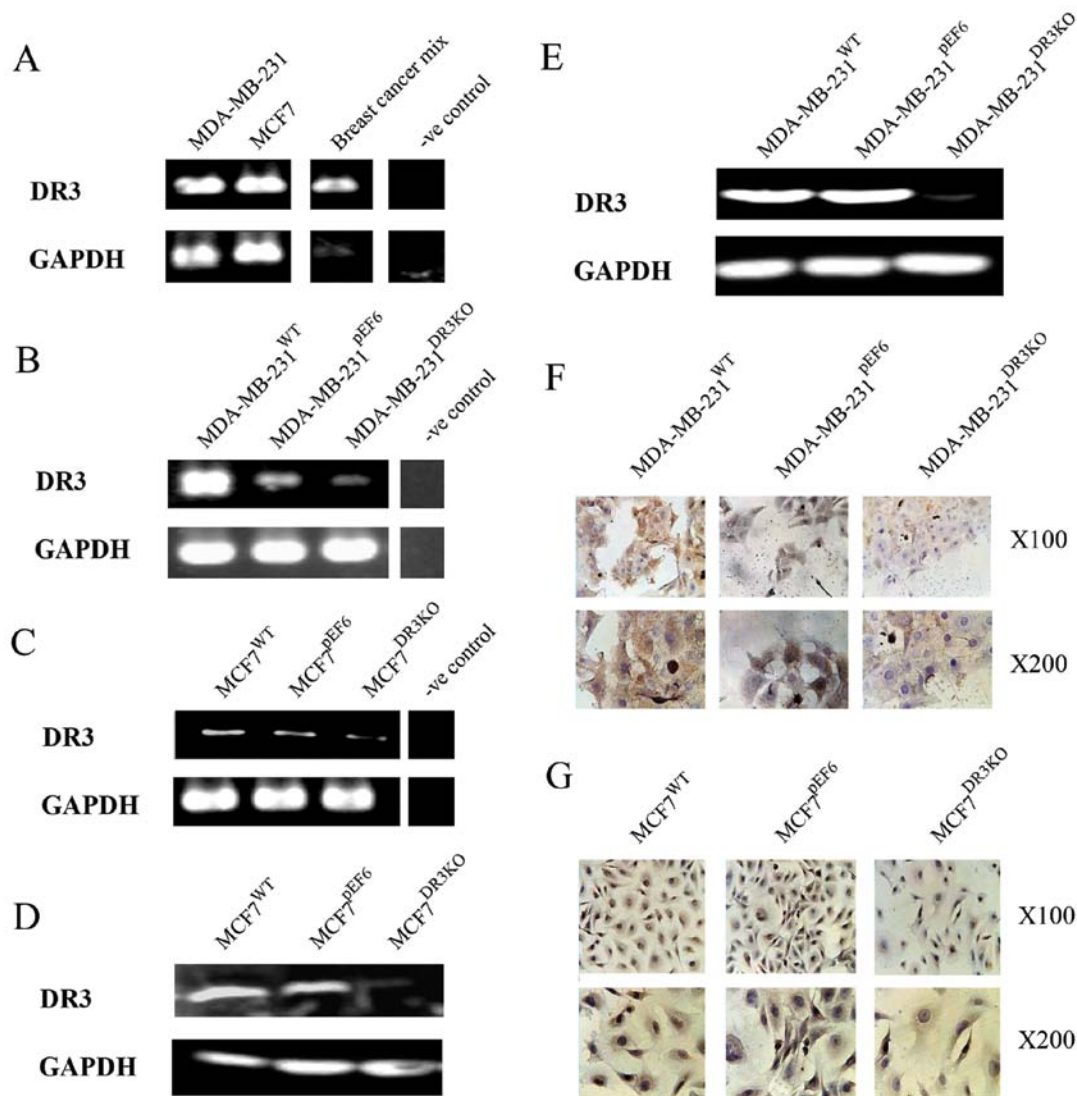 A
MDA-MB-231
MCF7
Breast cancer mix
-ve control
DR3
GAPDH
B
MDA-MB-231WT
MDA-MB-231pEF6
MDA-MB-231DR3KO
-ve control
DR3
GAPDH
C
MCF7WT
MCF7pEF6
MCF7DR3KO
-ve control
DR3
GAPDH
D
MCF7WT
MCF7pEF6
MCF7DR3KO
DR3
GAPDH
E
MDA-MB-231WT
MDA-MB-231pEF6
MDA-MB-231DR3KO
DR3
GAPDH
F
MDA-MB-231WT
MDA-MB-231pEF6
MDA-MB-231DR3KO
X100
X200
G
MCF7WT
MCF7pEF6
MCF7DR3KO
X100
X200